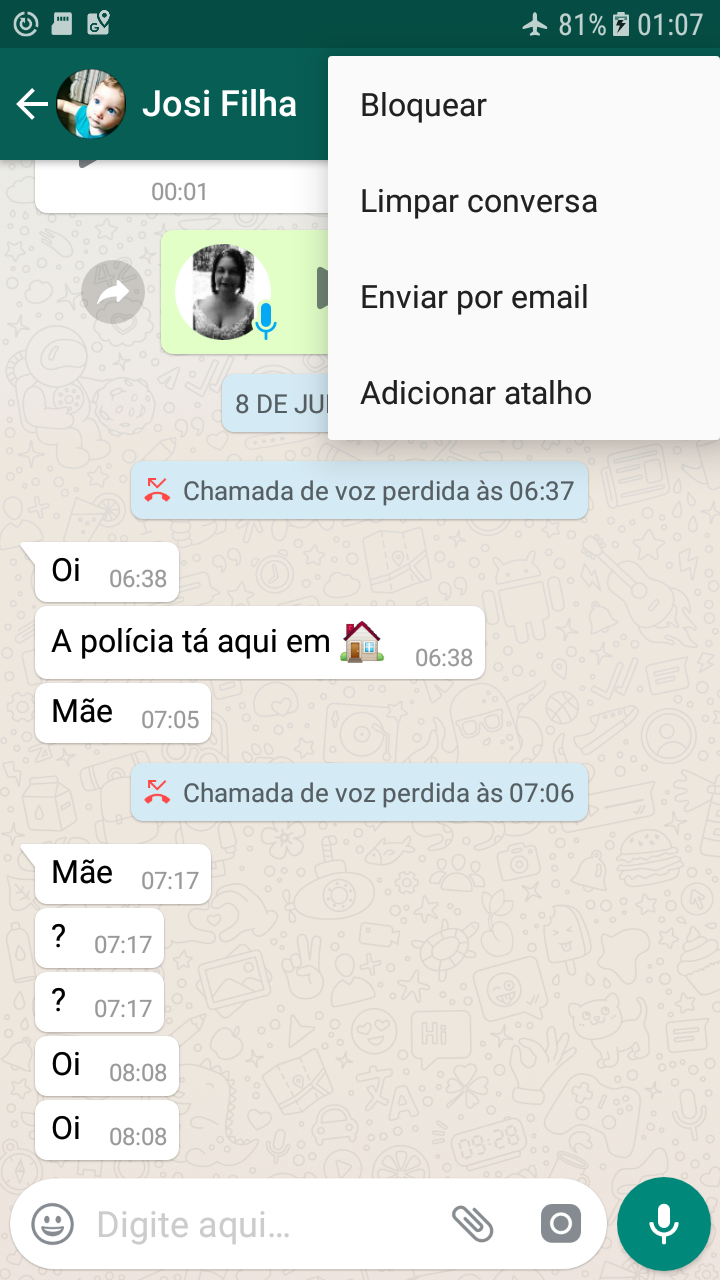 81% 01:07
Josi Filha
Bloquear
Limpar conversa
Enviar por email
Adicionar atalho
00:01
8 DE JU
Chamada de voz perdida às 06:37
Oi 06:38
A polícia tá aqui em 06:38
Mãe 07:05
Chamada de voz perdida às 07:06
Mãe 07:17
? 07:17
? 07:17
Oi 08:08
Oi 08:08
Digite aqui...